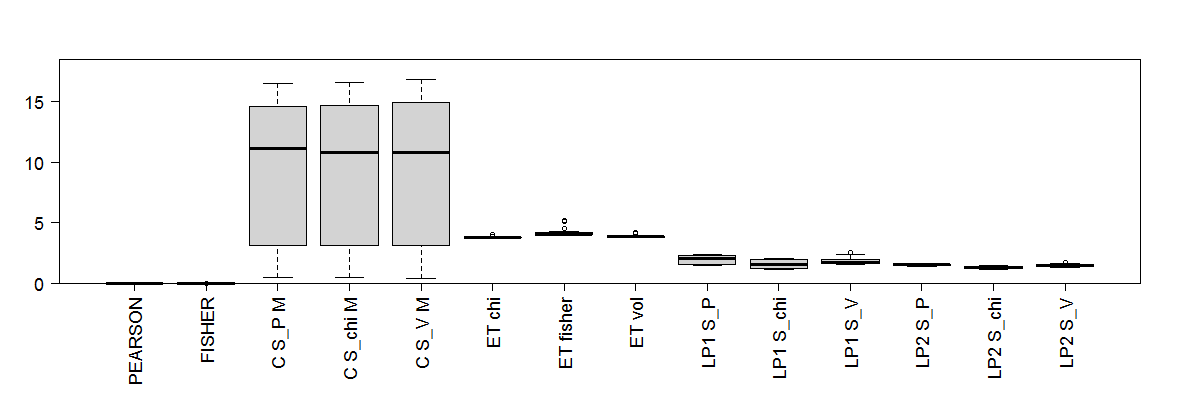 15
10
5
0
PEARSON
FISHER
C S_P M
C S_chi M
C S_V M
ET chi
ET fisher
ET vol
LP1 S_P
LP1 S_chi
LP1 S_V
LP2 S_P
LP2 S_chi
LP2 S_V